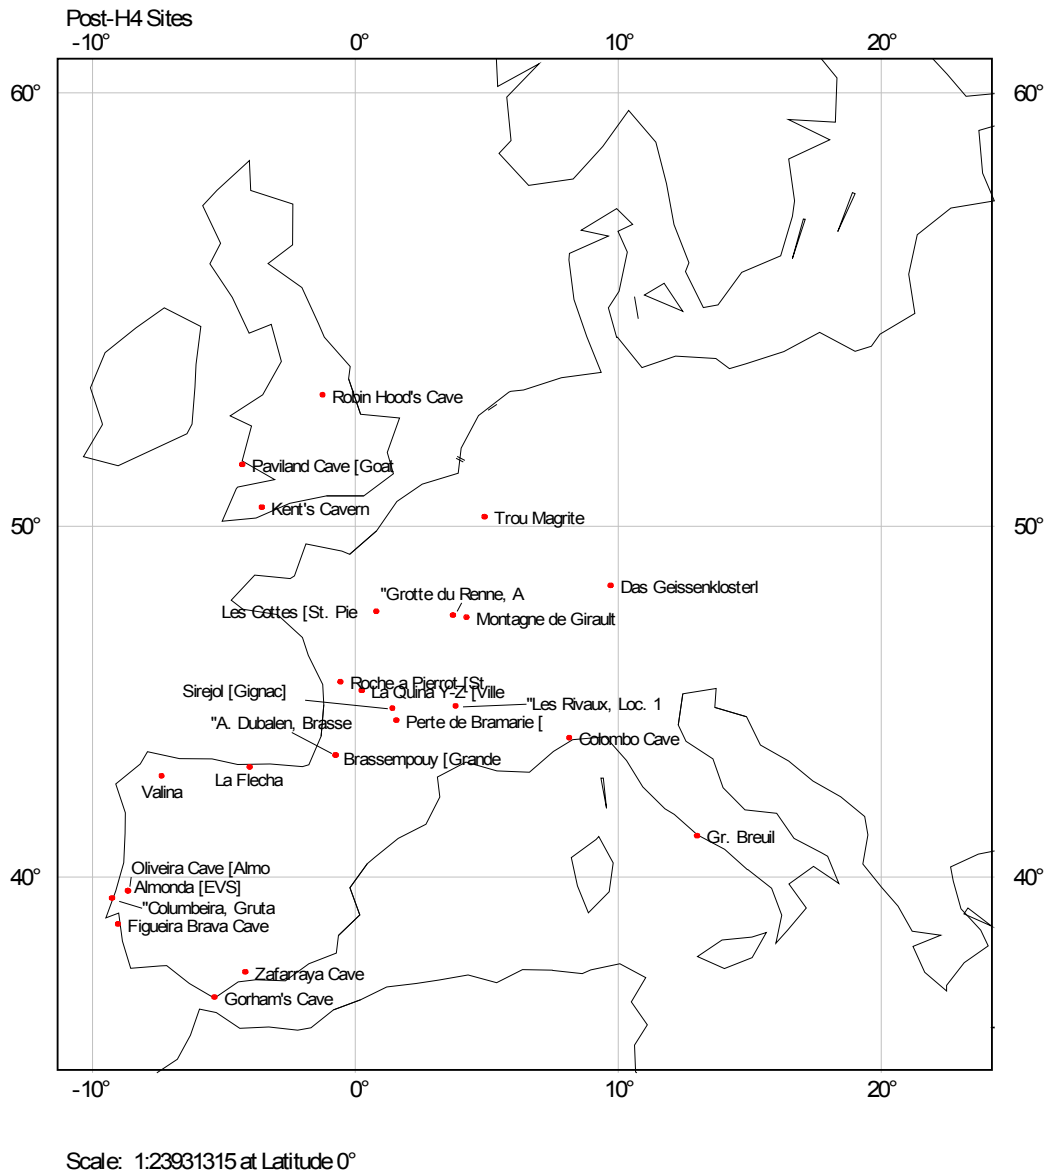 Post-H4 Sites
-10° 0° 10° 20°
60° 60°
Robin Hood's Cave
Paviland Cave [Goat
Kent's Cavern
Trou Magrite
50° 50°
Das Geissenklosterl
"Grotte du Renne, A
Les Cottes [St. Pie
Montagne de Girault
Roche a Pierrot [St
Sirejol [Gignac]
La Quina Y-Z [Ville
"Les Rivaux, Loc. 1
"A. Dubalen, Brasse
Perte de Bramarie [
Colombo Cave
Brassempouy [Grande
La Flecha
Valina
Gr. Breuil
Oliveira Cave [Almo
40° 40°
Almonda [EVS]
"Columbeira, Gruta
Figueira Brava Cave
Zafarraya Cave
Gorham's Cave
-10° 0° 10° 20°
Scale: 1:23931315 at Latitude 0°